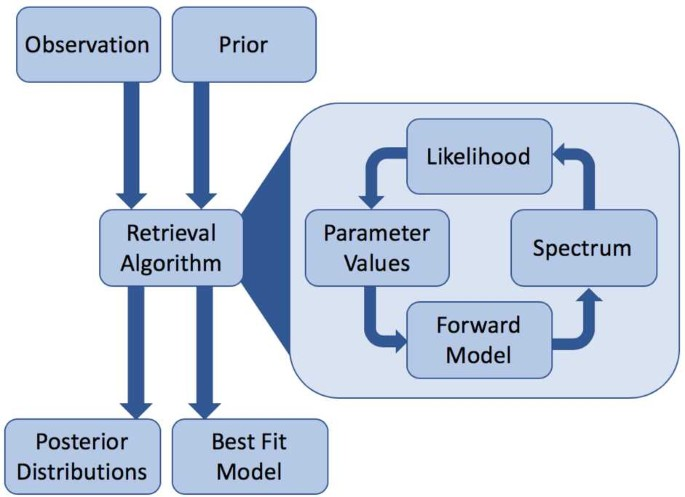 Observation
Prior
Retrieval
Algorithm
Likelihood
Parameter
Values
Spectrum
Forward
Model
Posterior
Distributions
Best Fit
Model